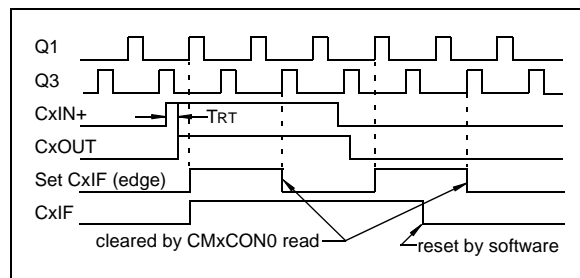 Q1
Q3
CxIN+
TRT
CxOUT
Set CxIF (edge)
CxIF
cleared by CMxCON0 read
reset by software